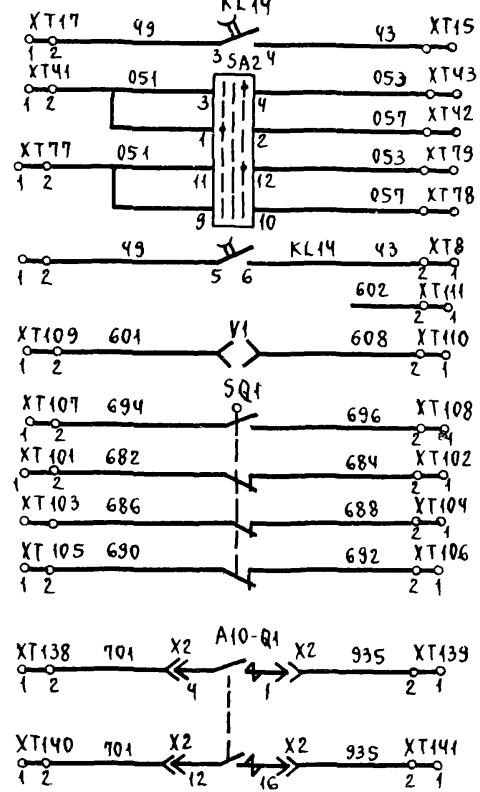 KL14
XT17 49 43 XT15
1 2 3 4
SA2
XT41 051 053 XT43
1 2 3 4
057 XT42
1 2
XT77 051 053 XT79
1 2 11 12
057 XT78
9 10
49 KL14 43 XT8
1 2 5 6 2 1
602 XT111
2 1
XT109 601 V1 608 XT110
1 2 2 1
SQ1
XT107 694 696 XT108
1 2 2 1
XT101 682 684 XT102
1 2 2 1
XT103 686 688 XT104
2 1
XT105 690 692 XT106
1 2 2 1
A10-Q1
XT138 701 X2 X2 935 XT139
1 2 4 1 2 1
XT140 701 X2 X2 935 XT141
1 2 12 16 2 1